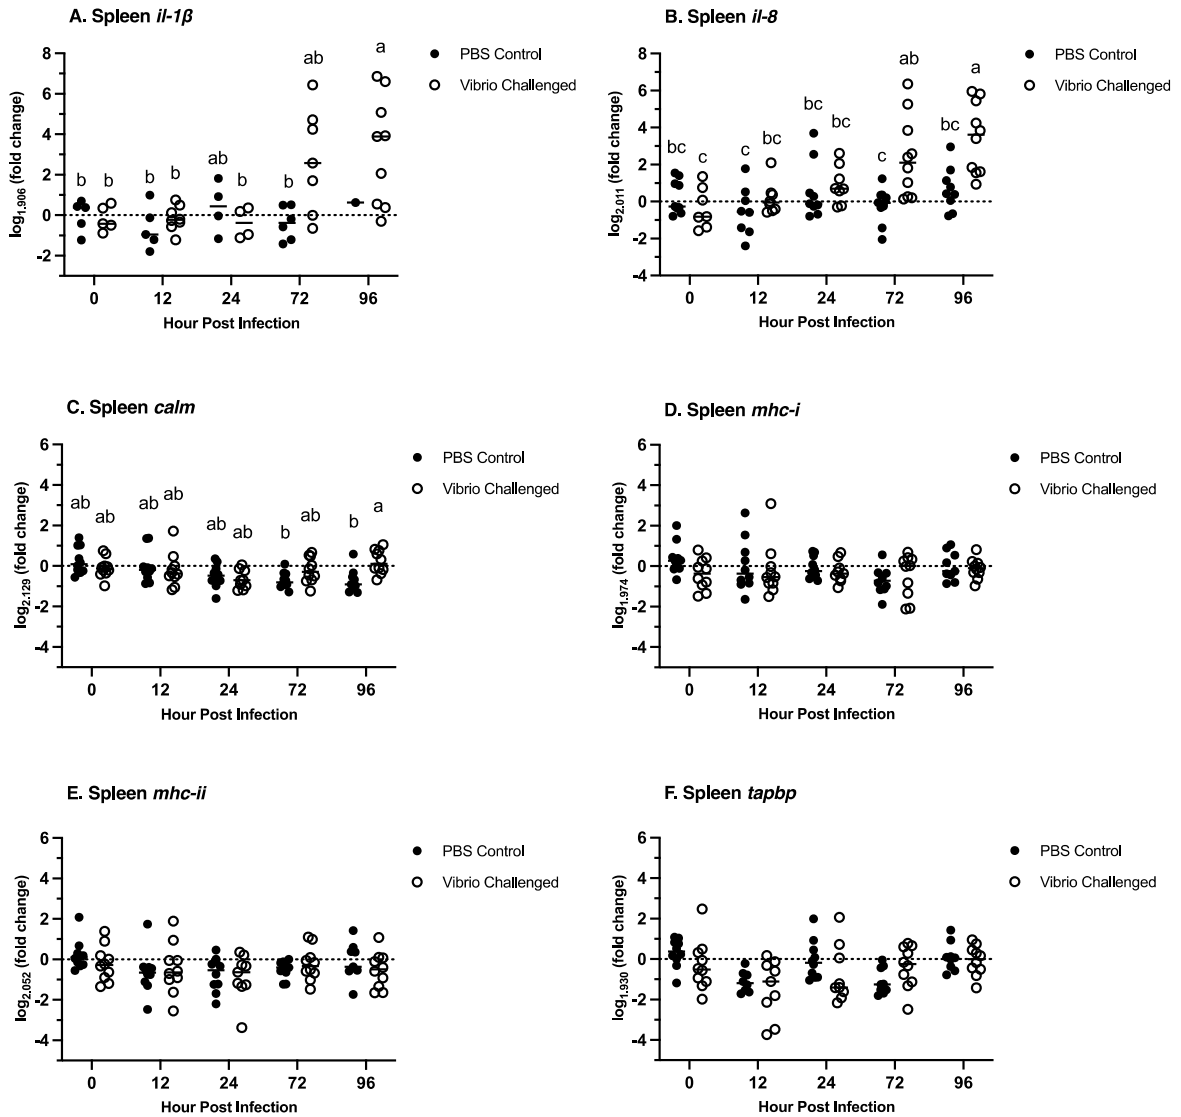 A. Spleen il-1β
log1.906 (fold change)
8
6
4
2
0
-2
b b b b ab b b ab a
0 12 24 72 96
Hour Post Infection
PBS Control
Vibrio Challenged
B. Spleen il-8
log2.011 (fold change)
8
6
4
2
0
-2
-4
bc c c bc bc bc c ab bc a
0 12 24 72 96
Hour Post Infection
PBS Control
Vibrio Challenged
C. Spleen calm
log2.129 (fold change)
6
4
2
0
-2
-4
ab ab ab ab ab ab b ab b a
0 12 24 72 96
Hour Post Infection
PBS Control
Vibrio Challenged
D. Spleen mhc-i
log1.974 (fold change)
6
4
2
0
-2
-4
0 12 24 72 96
Hour Post Infection
PBS Control
Vibrio Challenged
E. Spleen mhc-ii
log2.052 (fold change)
6
4
2
0
-2
-4
0 12 24 72 96
Hour Post Infection
PBS Control
Vibrio Challenged
F. Spleen tapbp
log1.930 (fold change)
6
4
2
0
-2
-4
0 12 24 72 96
Hour Post Infection
PBS Control
Vibrio Challenged